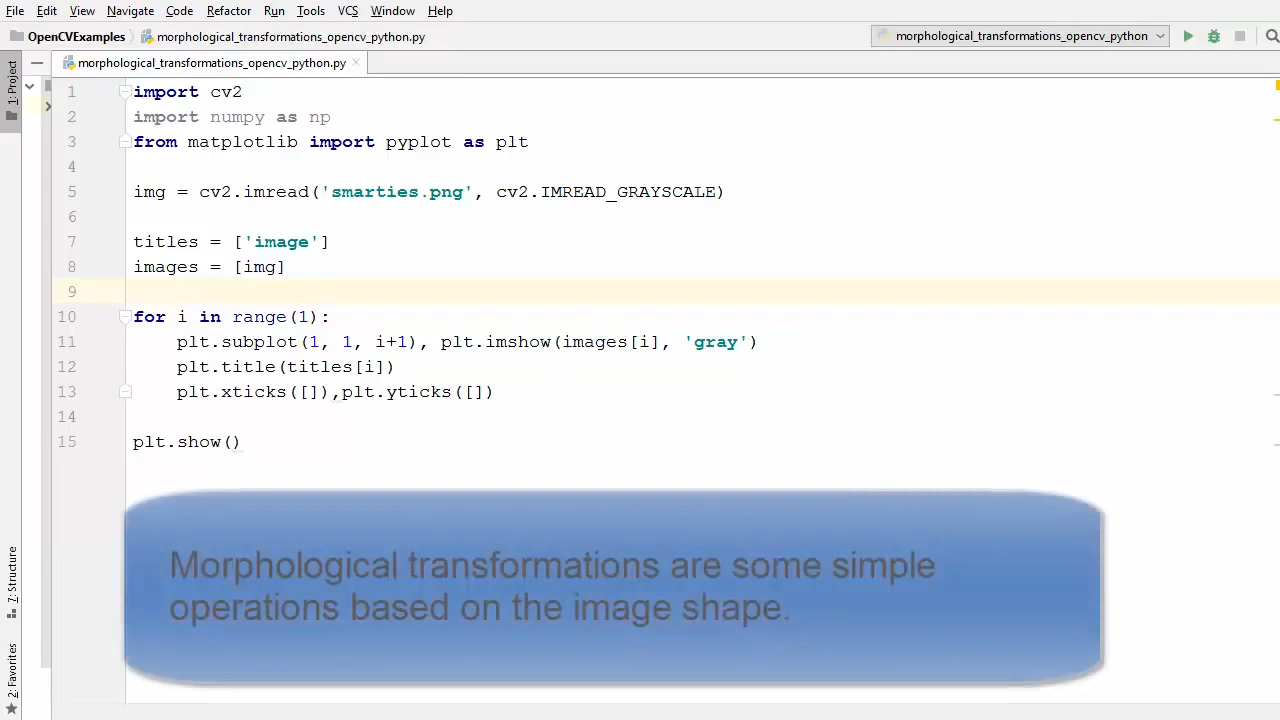 File Edit View Navigate Code Refactor Run Tools VCS Window Help
OpenCVExamples morphological_transformations_opencv_python.py morphological_transformations_opencv_python
1: Project
morphological_transformations_opencv_python.py
1 import cv2
2 import numpy as np
3 from matplotlib import pyplot as plt
4
5 img = cv2.imread('smarties.png', cv2.IMREAD_GRAYSCALE)
6
7 titles = ['image']
8 images = [img]
9
10 for i in range(1):
11 plt.subplot(1, 1, i+1), plt.imshow(images[i], 'gray')
12 plt.title(titles[i])
13 plt.xticks([]),plt.yticks([])
14
15 plt.show()
Morphological transformations are some simple
operations based on the image shape.
7: Structure
2: Favorites